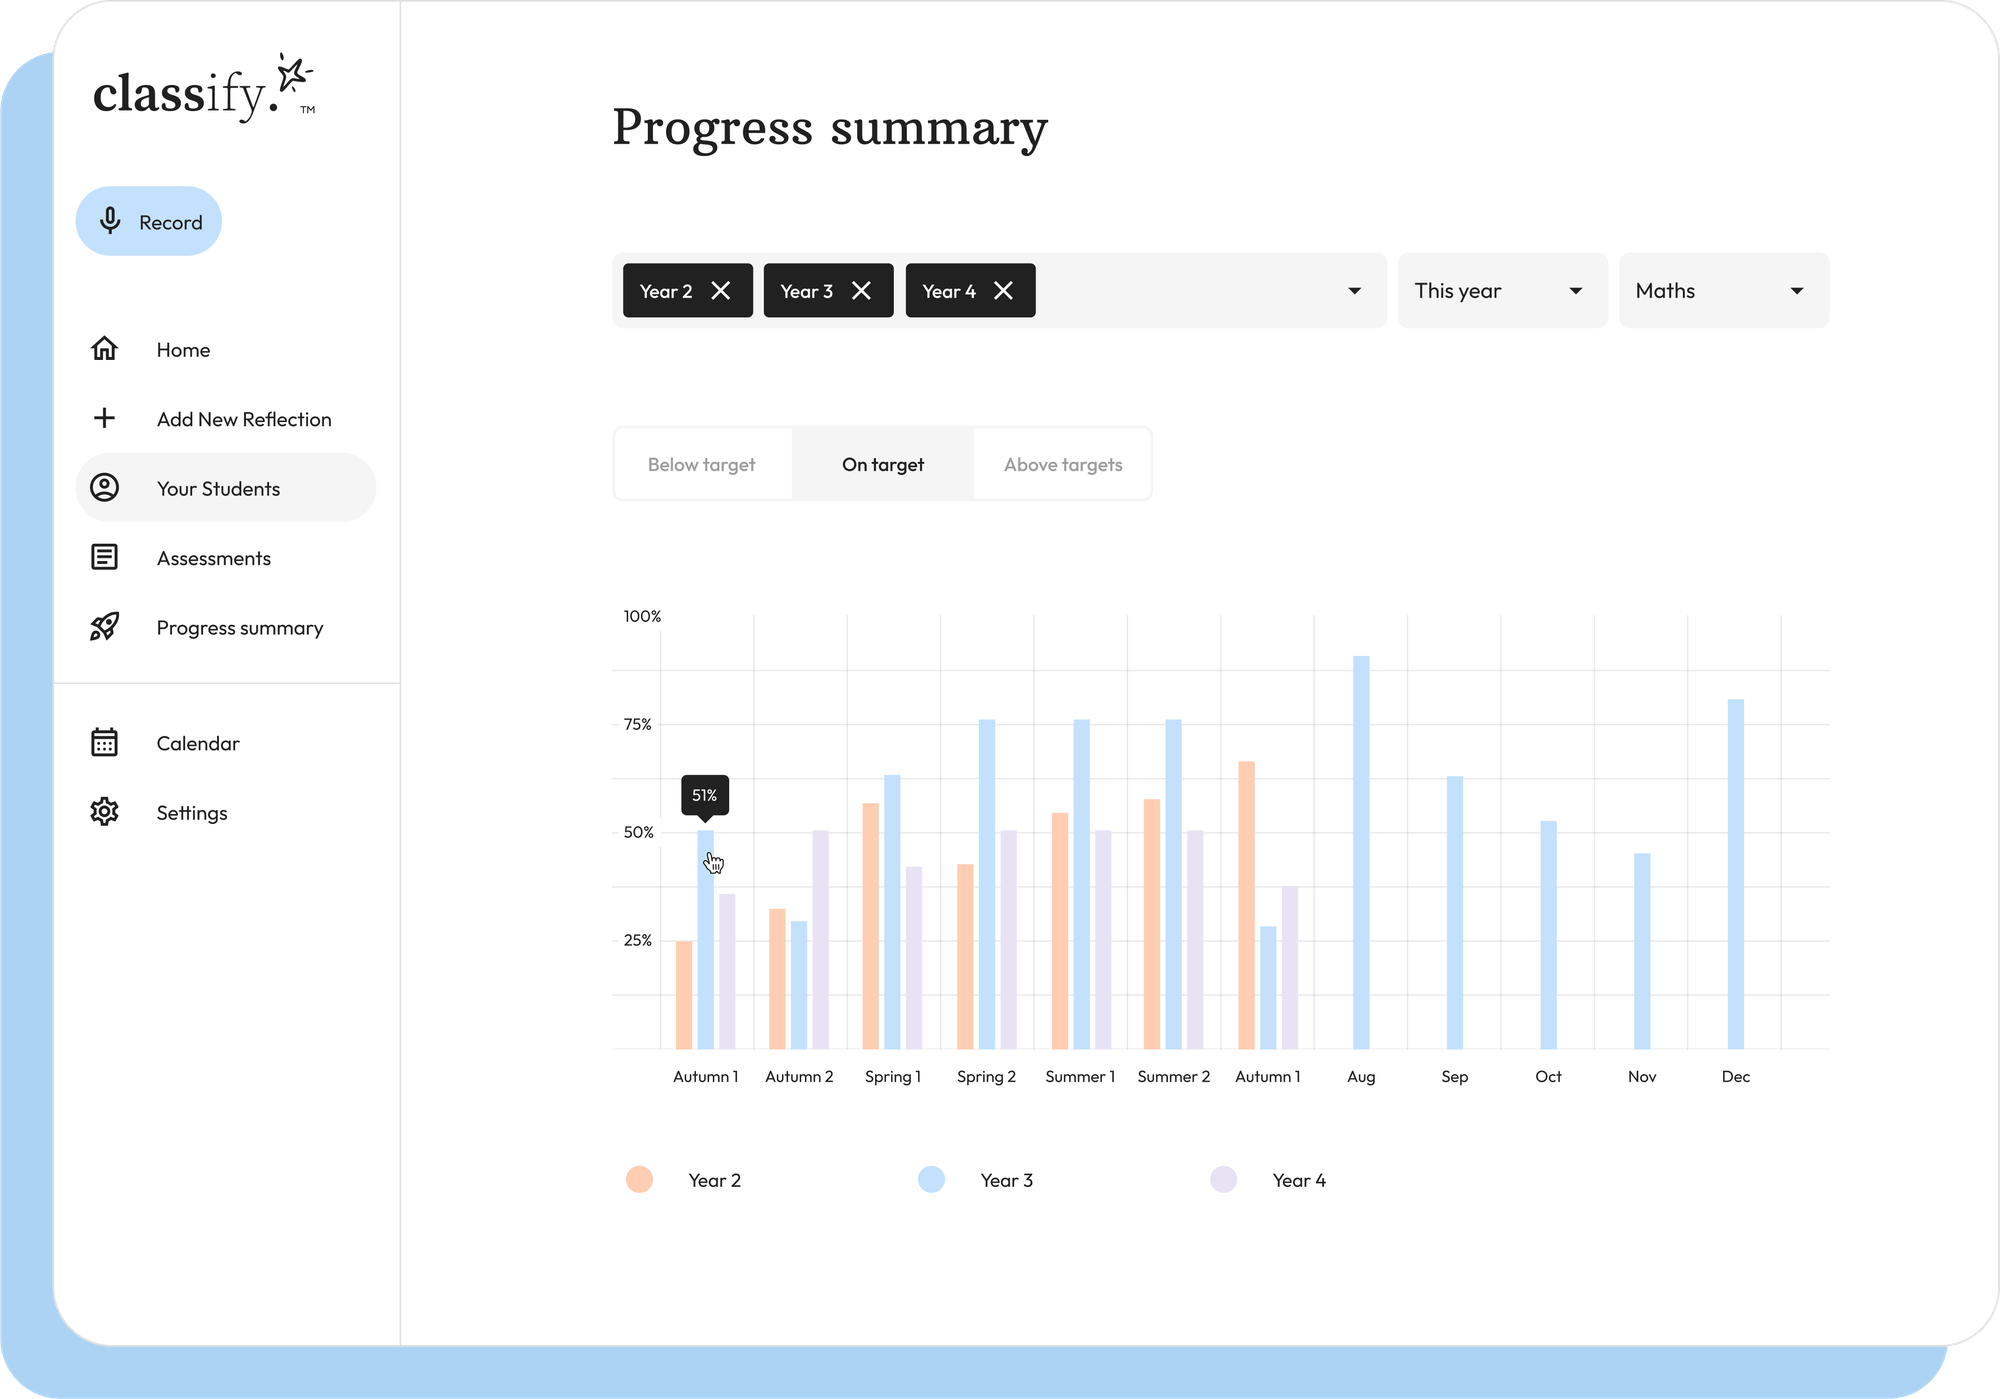 classify.™
Record
Home
Add New Reflection
Your Students
Assessments
Progress summary
Calendar
Settings
Progress summary
Year 2 Year 3 Year 4 This year Maths
Below target On target Above targets
100%
75%
51%
50%
25%
Autumn 1 Autumn 2 Spring 1 Spring 2 Summer 1 Summer 2 Autumn 1 Aug Sep Oct Nov Dec
Year 2 Year 3 Year 4